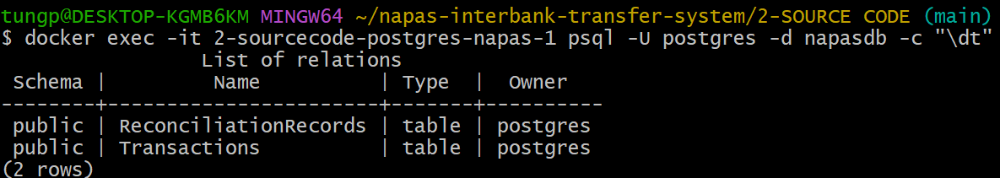 tungp@DESKTOP-KGMB6KM MINGW64 ~/napas-interbank-transfer-system/2-SOURCE CODE (main)
$ docker exec -it 2-sourcecode-postgres-napas-1 psql -U postgres -d napasdb -c "\dt"
                 List of relations
 Schema |         Name          | Type  |  Owner
--------+-----------------------+-------+----------
 public | ReconciliationRecords | table | postgres
 public | Transactions          | table | postgres
(2 rows)